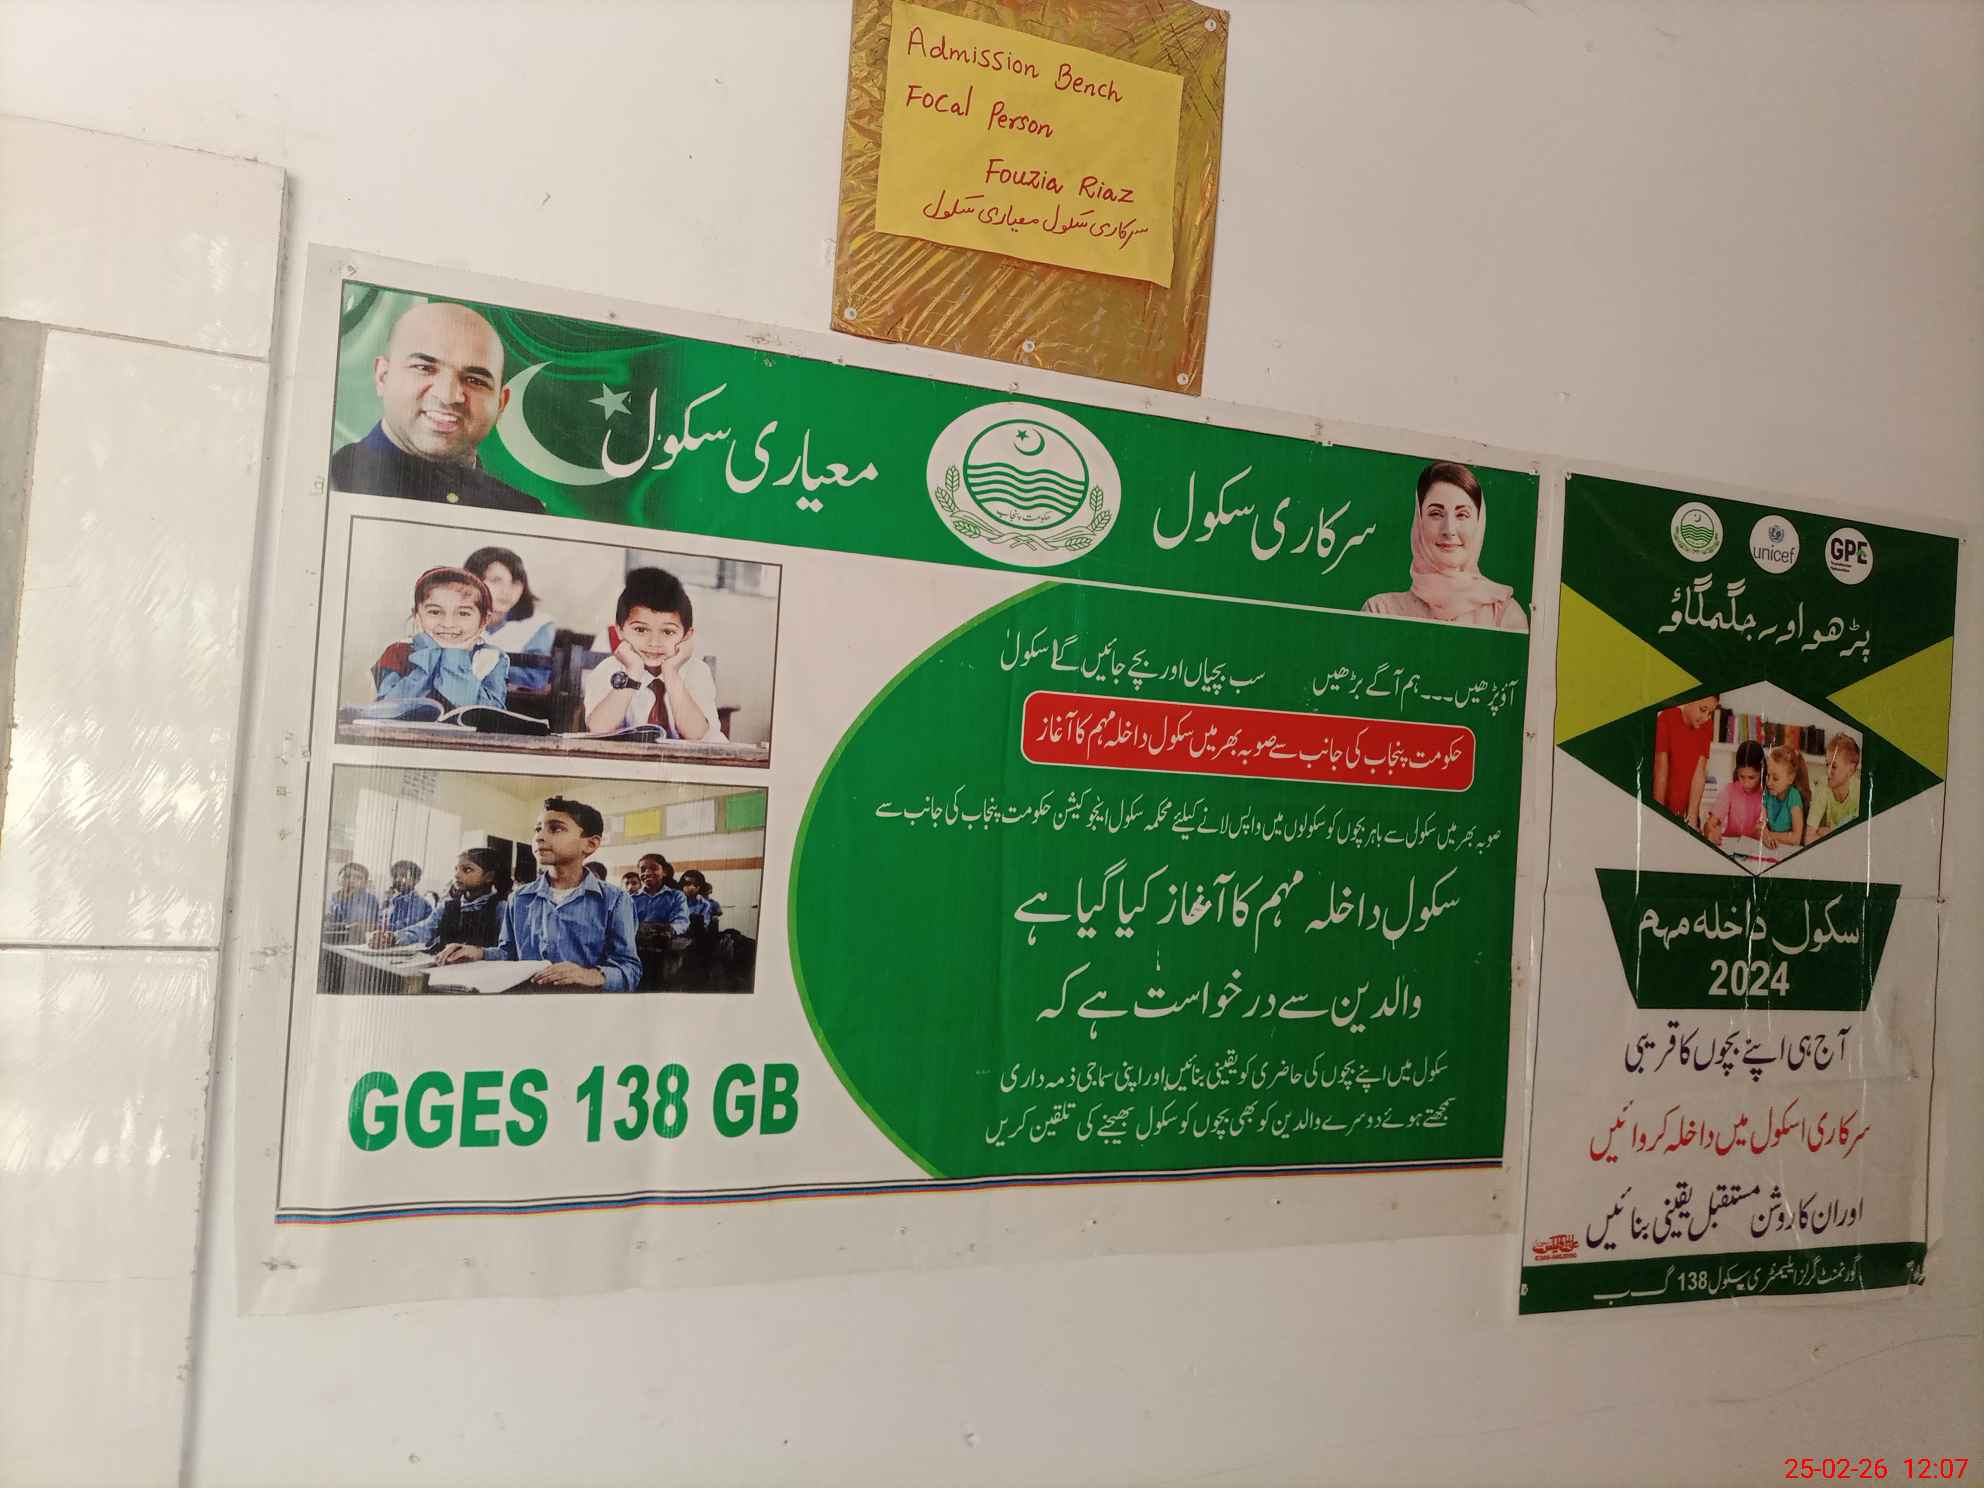 Admission Bench
Focal Person
Fouzia Riaz
سرکاری سکول معیاری سکول
سرکاری سکول
معیاری سکول
حکومت پنجاب
آؤ پڑھیں۔۔۔ ہم آگے بڑھیں سب بچیاں اور بچے جائیں گے اسکول
حکومت پنجاب کی جانب سے صوبہ بھر میں سکول داخلہ مہم کا آغاز
صوبہ بھر میں سکول سے باہر بچوں کو سکولوں میں واپس لانے کیلئے محکمہ سکول ایجوکیشن حکومت پنجاب کی جانب سے
سکول داخلہ مہم کا آغاز کیا گیا ہے
والدین سے درخواست ہے کہ
سکول میں اپنے بچوں کی حاضری کو یقینی بنائیں اور اپنی سماجی ذمہ داری
سمجھتے ہوئے دوسرے والدین کو بھی بچوں کو سکول بھیجنے کی تلقین کریں
GGES 138 GB
unicef
GPE
پڑھو اور جگمگاؤ
سکول داخلہ مہم
2024
آج ہی اپنے بچوں کا قریبی
سرکاری اسکول میں داخلہ کروائیں
اور ان کا روشن مستقبل یقینی بنائیں
گورنمنٹ گرلز ایلیمنٹری سکول 138 گ ب
25-02-26 12:07